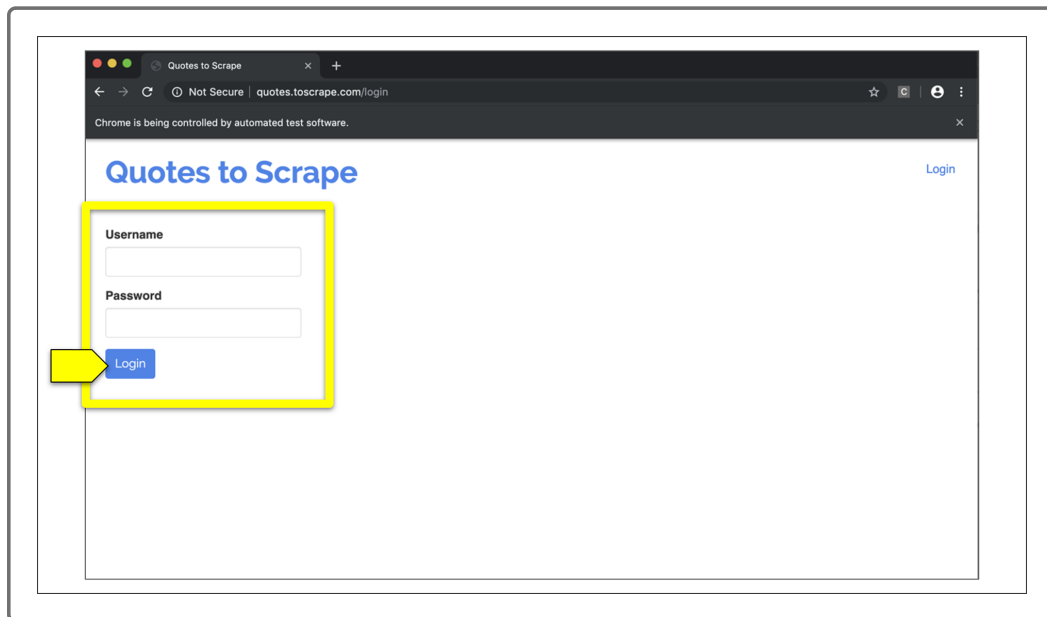 Quotes to Scrape
Not Secure | quotes.toscrape.com/login
C
Chrome is being controlled by automated test software.
Quotes to Scrape
Login
Username
Password
Login